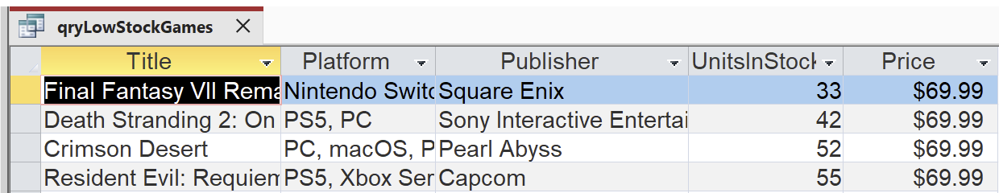 qryLowStockGames
Title Platform Publisher UnitsInStock Price
Final Fantasy VII Rema Nintendo Switc Square Enix 33 $69.99
Death Stranding 2: On PS5, PC Sony Interactive Entertai 42 $69.99
Crimson Desert PC, macOS, P Pearl Abyss 52 $69.99
Resident Evil: Requiem PS5, Xbox Ser Capcom 55 $69.99